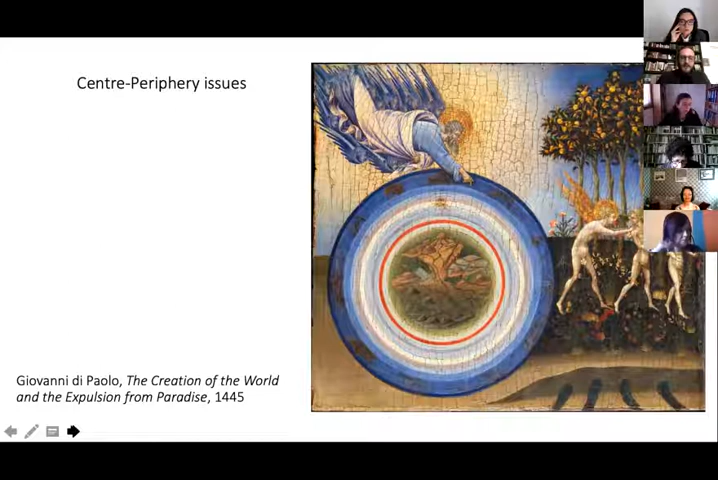 Centre-Periphery issues
Giovanni di Paolo, The Creation of the World
and the Expulsion from Paradise, 1445